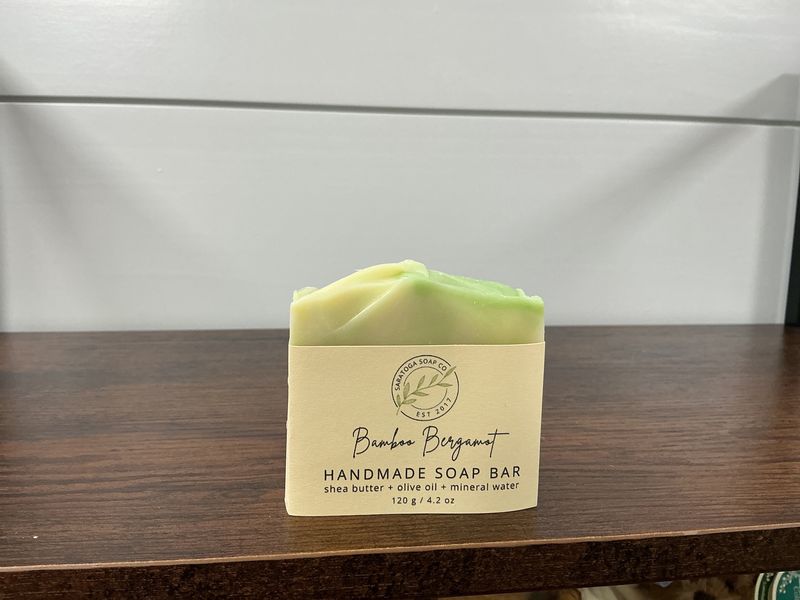 SARATOGA SOAP CO
EST 2017
Bamboo Bergamot
HANDMADE SOAP BAR
shea butter + olive oil + mineral water
120 g / 4.2 oz